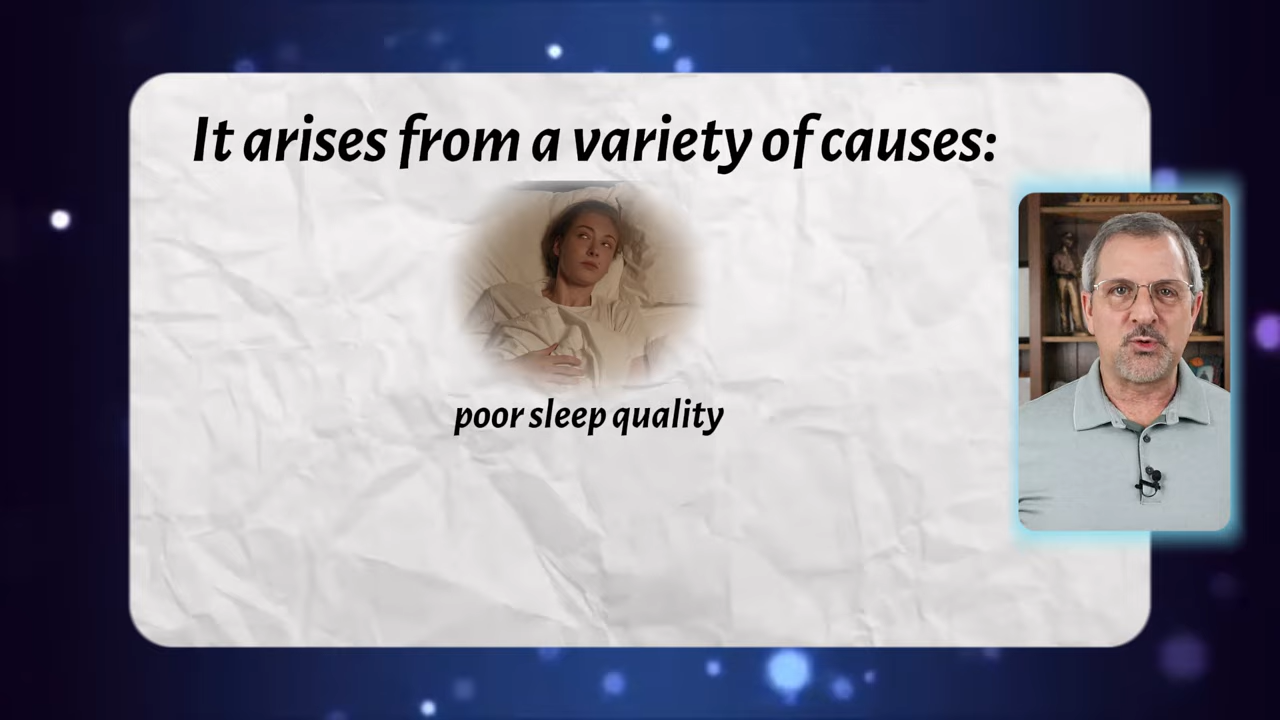 It arises from a variety of causes:
poor sleep quality